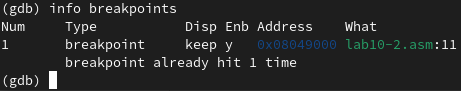 (gdb) info breakpoints
Num     Type           Disp Enb Address    What
1       breakpoint     keep y   0x08049000 lab10-2.asm:11
        breakpoint already hit 1 time
(gdb)